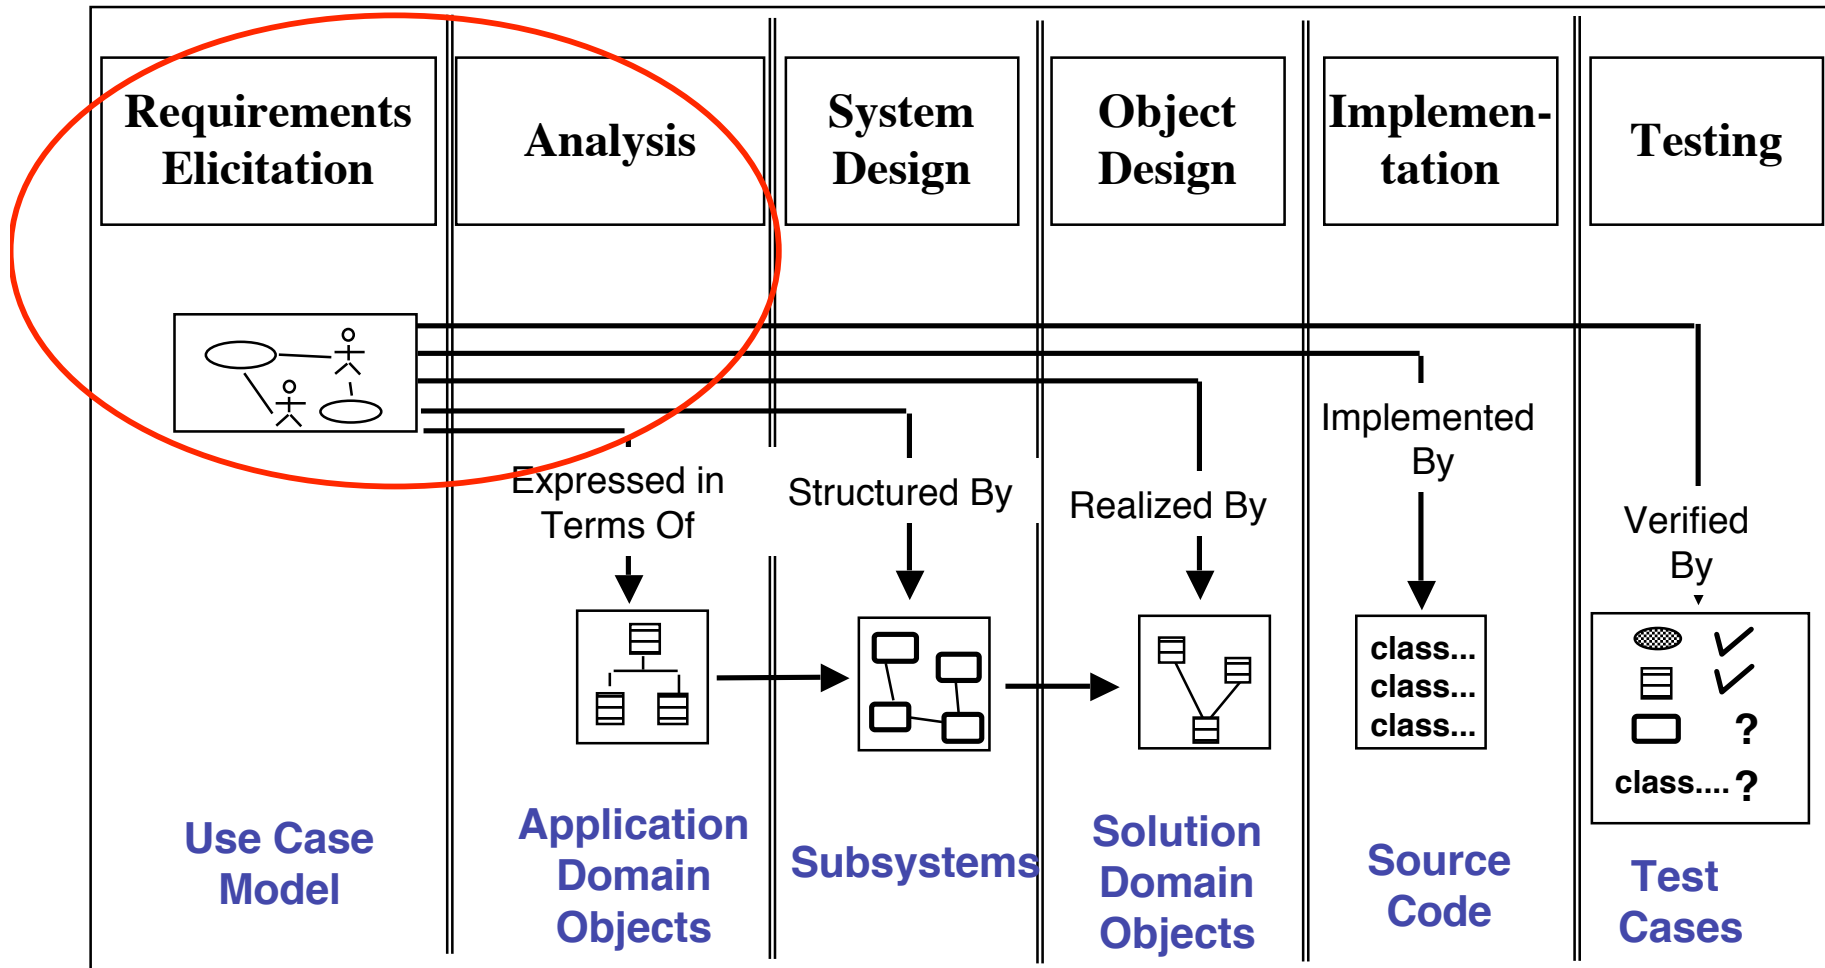 Requirements
Elicitation
Analysis
System
Design
Object
Design
Implemen-
tation
Testing
Expressed in
Terms Of
Structured By
Realized By
Implemented
By
Verified
By
class...
class...
class...
?
class....?
Use Case
Model
Application
Domain
Objects
Subsystems
Solution
Domain
Objects
Source
Code
Test
Cases